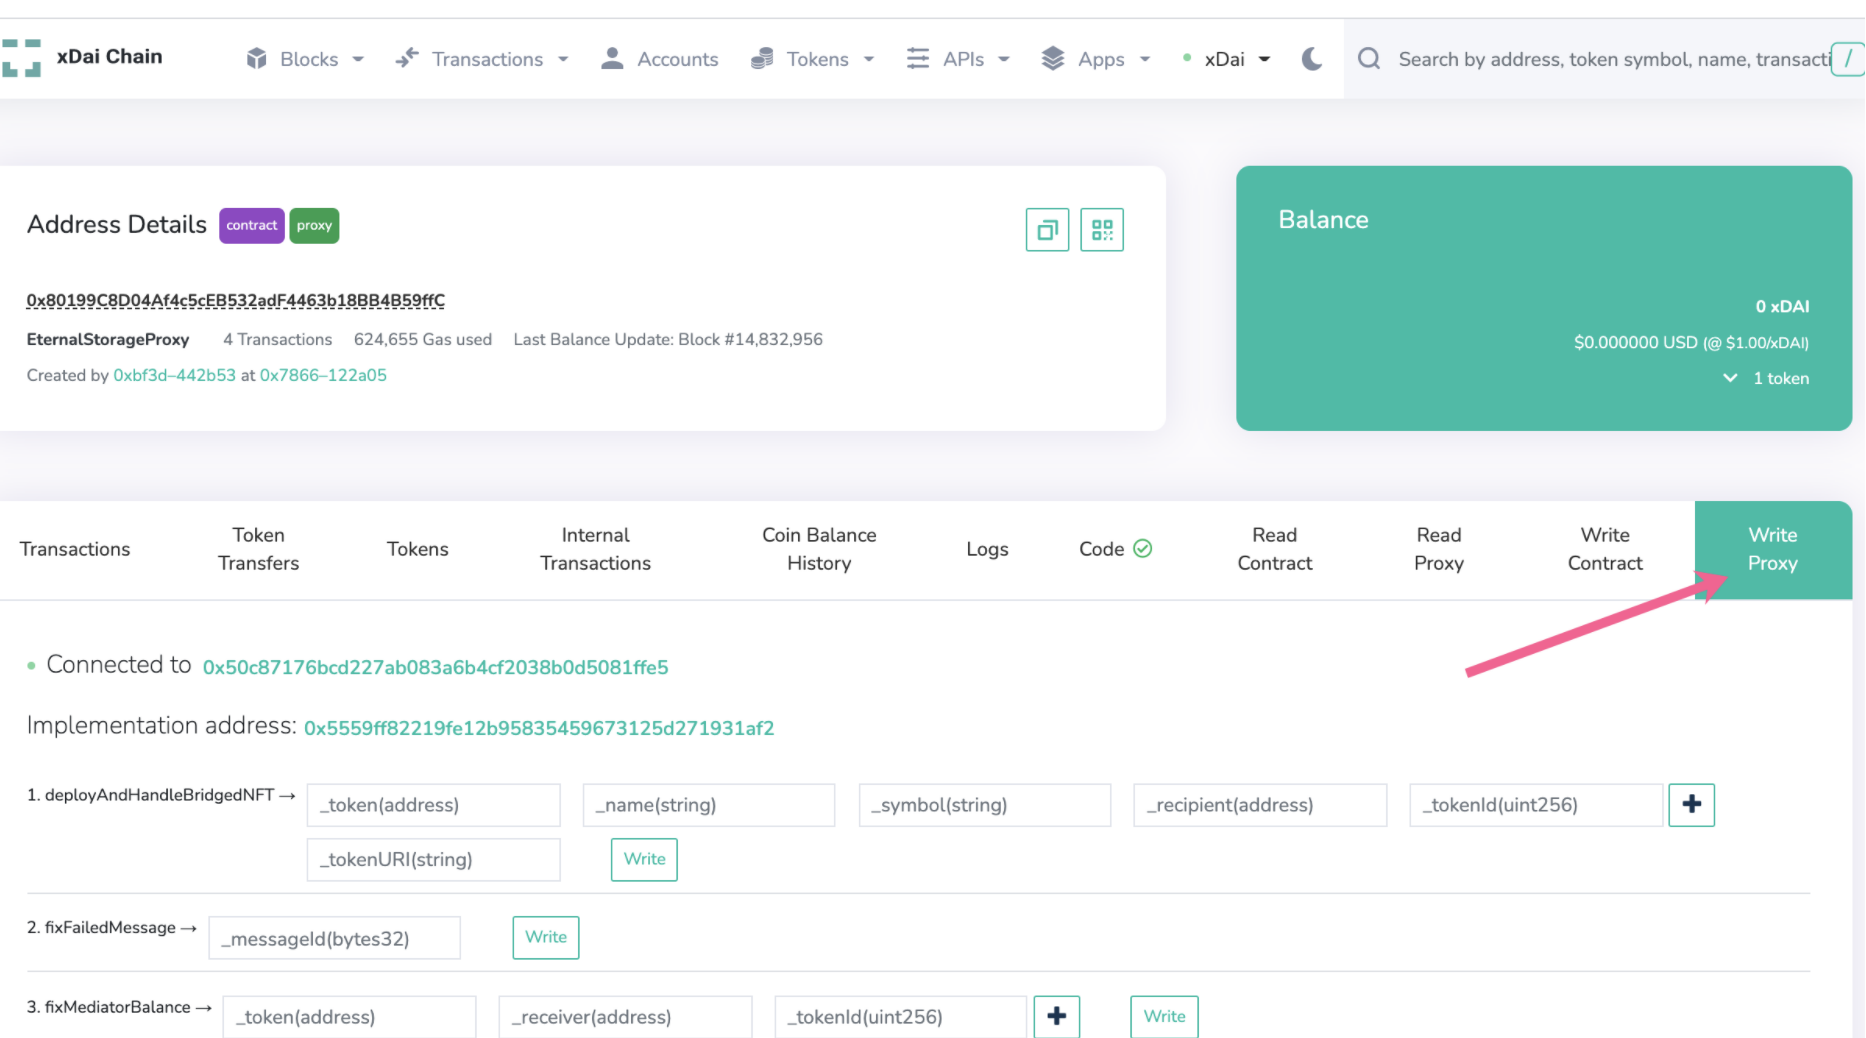 xDai Chain
Blocks
Transactions
Accounts
Tokens
APIs
Apps
xDai
Search by address, token symbol, name, transacti
/
Address Details
contract
proxy
0x80199C8D04Af4c5cEB532adF4463b18BB4B59ffC
EternalStorageProxy 4 Transactions 624,655 Gas used Last Balance Update: Block #14,832,956
Created by 0xbf3d–442b53 at 0x7866–122a05
Balance
0 xDAI
$0.000000 USD (@ $1.00/xDAI)
1 token
Transactions
Token
Transfers
Tokens
Internal
Transactions
Coin Balance
History
Logs
Code
Read
Contract
Read
Proxy
Write
Contract
Write
Proxy
Connected to 0x50c87176bcd227ab083a6b4cf2038b0d5081ffe5
Implementation address: 0x5559ff82219fe12b95835459673125d271931af2
1. deployAndHandleBridgedNFT → _token(address) _name(string) _symbol(string) _recipient(address) _tokenId(uint256) +
_tokenURI(string) Write
2. fixFailedMessage → _messageId(bytes32) Write
3. fixMediatorBalance → _token(address) _receiver(address) _tokenId(uint256) + Write